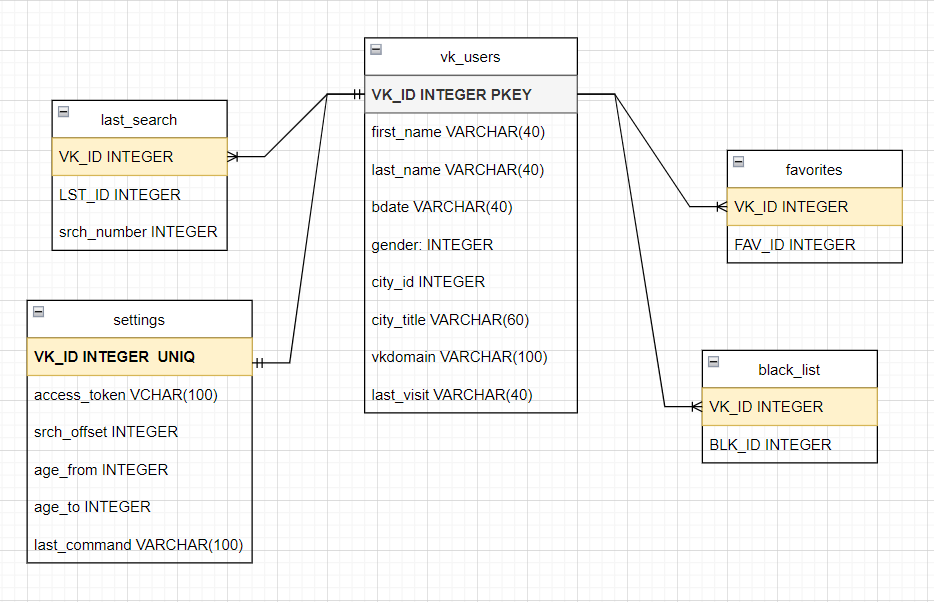 vk_users
VK_ID INTEGER PKEY
first_name VARCHAR(40)
last_name VARCHAR(40)
bdate VARCHAR(40)
gender: INTEGER
city_id INTEGER
city_title VARCHAR(60)
vkdomain VARCHAR(100)
last_visit VARCHAR(40)
last_search
VK_ID INTEGER
LST_ID INTEGER
srch_number INTEGER
settings
VK_ID INTEGER  UNIQ
access_token VCHAR(100)
srch_offset INTEGER
age_from INTEGER
age_to INTEGER
last_command VARCHAR(100)
favorites
VK_ID INTEGER
FAV_ID INTEGER
black_list
VK_ID INTEGER
BLK_ID INTEGER